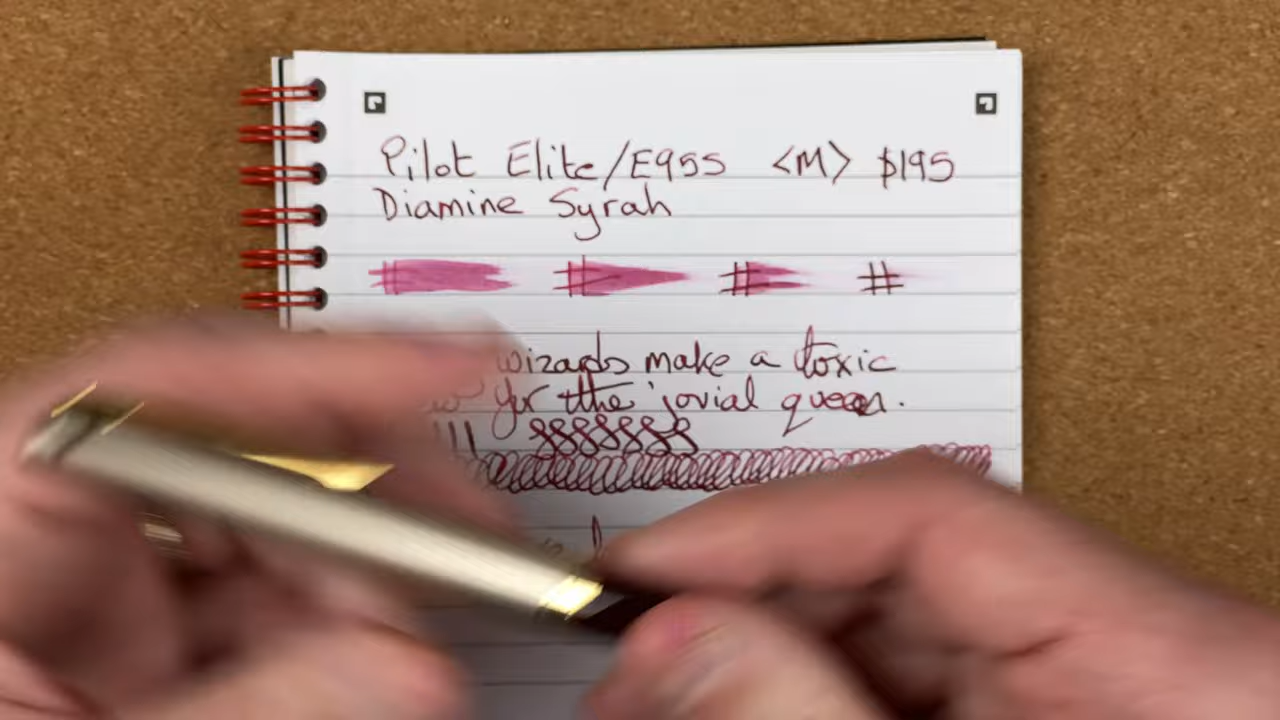 Pilot Elite/E95S <M> $195
Diamine Syrah
wizards make a toxic
for the jovial queen.